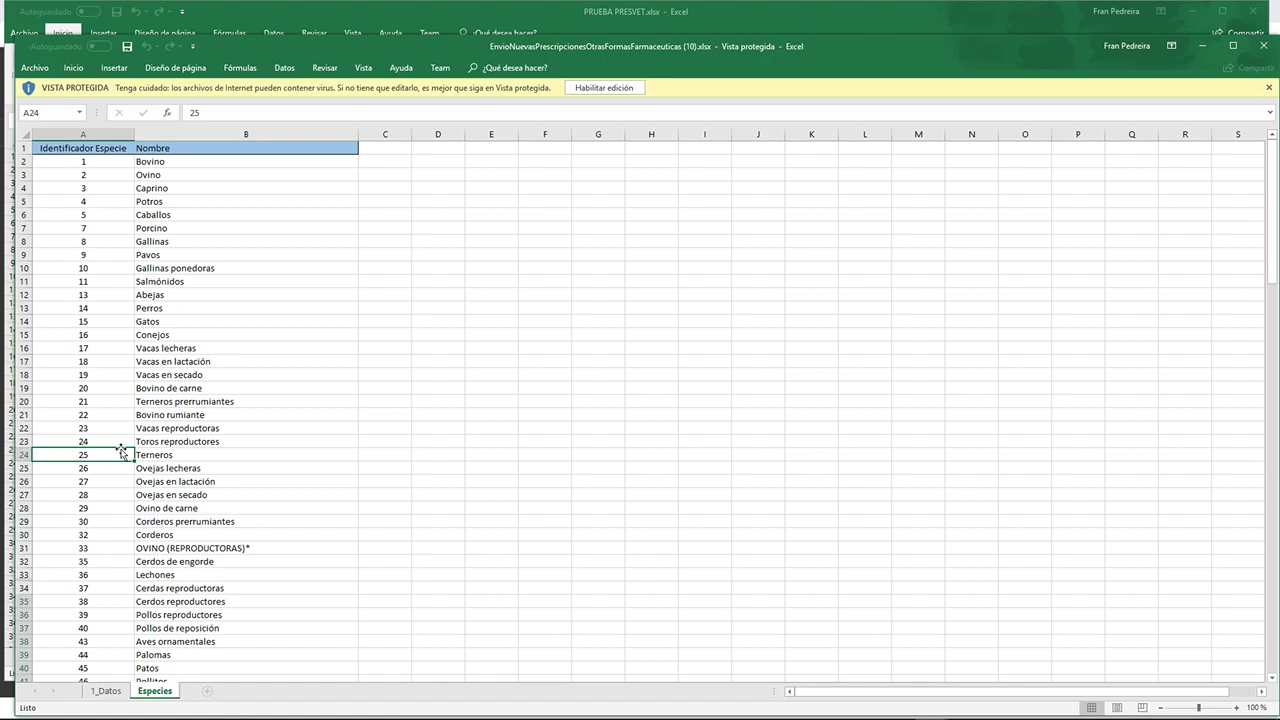 Autoguardado
PRUEBA PRESVET.xlsx - Excel
Fran Pedreira
Archivo Inicio Insertar Diseño de página Fórmulas Datos Revisar Vista Ayuda Team ¿Qué desea hacer? Compartir
Autoguardado
EnvioNuevasPrescripcionesOtrasFormasFarmaceuticas (10).xlsx - Vista protegida - Excel
Fran Pedreira
Archivo Inicio Insertar Diseño de página Fórmulas Datos Revisar Vista Ayuda Team ¿Qué desea hacer? Compartir
VISTA PROTEGIDA Tenga cuidado: los archivos de Internet pueden contener virus. Si no tiene que editarlo, es mejor que siga en Vista protegida. Habilitar edición
A24 fx 25
A B C D E F G H I J K L M N O P Q R S
1 Identificador Especie Nombre
2 1 Bovino
3 2 Ovino
4 3 Caprino
5 4 Potros
6 5 Caballos
7 7 Porcino
8 8 Gallinas
9 9 Pavos
10 10 Gallinas ponedoras
11 11 Salmónidos
12 13 Abejas
13 14 Perros
14 15 Gatos
15 16 Conejos
16 17 Vacas lecheras
17 18 Vacas en lactación
18 19 Vacas en secado
19 20 Bovino de carne
20 21 Terneros prerrumiantes
21 22 Bovino rumiante
22 23 Vacas reproductoras
23 24 Toros reproductores
24 25 Terneros
25 26 Ovejas lecheras
26 27 Ovejas en lactación
27 28 Ovejas en secado
28 29 Ovino de carne
29 30 Corderos prerrumiantes
30 32 Corderos
31 33 OVINO (REPRODUCTORAS)*
32 35 Cerdos de engorde
33 36 Lechones
34 37 Cerdas reproductoras
35 38 Cerdos reproductores
36 39 Pollos reproductores
37 40 Pollos de reposición
38 43 Aves ornamentales
39 44 Palomas
40 45 Patos
46 Pollitos
1_Datos Especies
Listo
100 %